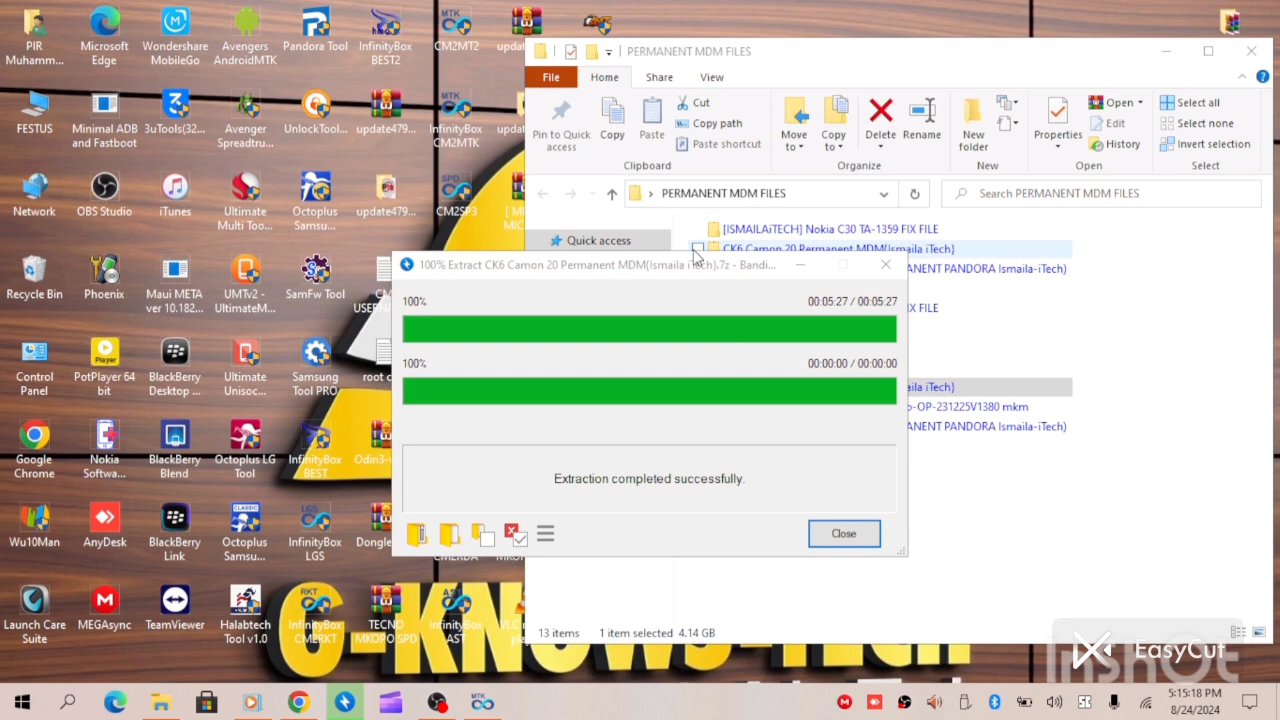 PIR
Muhamm...
Microsoft
Edge
Wondershare
MobileGo
Avengers
AndroidMTK
Pandora Tool
InfinityBox
BEST2
CM2MT2
FESTUS
Minimal ADB
and Fastboot
3uTools(32...
Avenger
Spreadtru...
UnlockTool...
update479...
InfinityBox
CM2MTK
Network
OBS Studio
iTunes
Ultimate
Multi Too...
Octoplus
Samsu...
update479...
CM2SP3
Recycle Bin
Phoenix
Maui META
ver 10.182...
UMTv2 -
UltimateM...
SamFw Tool
Control
Panel
PotPlayer 64
bit
BlackBerry
Desktop ...
Ultimate
Unisoc...
Samsung
Tool PRO
Google
Chrome
Nokia
Softwa...
BlackBerry
Blend
Octoplus LG
Tool
InfinityBox
BEST
Wu10Man
AnyDesk
BlackBerry
Link
Octoplus
Samsu...
InfinityBox
LGS
Launch Care
Suite
MEGAsync
TeamViewer
Halabtech
Tool v1.0
InfinityBox
CM2RKT
Dongle
MKOPO SPD
InfinityBox
AST
PERMANENT MDM FILES
File
Home
Share
View
Pin to Quick
access
Copy
Paste
Cut
Copy path
Paste shortcut
Clipboard
Move
to
Copy
to
Delete
Rename
Organize
New
folder
New
Properties
Open
Edit
History
Open
Select all
Select none
Invert selection
Select
PERMANENT MDM FILES
Search PERMANENT MDM FILES
Quick access
[ISMAILAiTECH] Nokia C30 TA-1359 FIX FILE
CK6 Camon 20 Permanent MDM(Ismaila iTech}
ANENT PANDORA Ismaila-iTech)
IX FILE
aila iTech}
o-OP-231225V1380 mkm
ANENT PANDORA Ismaila-iTech)
100% Extract CK6 Camon 20 Permanent MDM(Ismaila iTech}.7z - Bandi...
100%
00:05:27 / 00:05:27
100%
00:00:00 / 00:00:00
Extraction completed successfully.
Close
13 items
1 item selected 4.14 GB
G-KNOWS-TECH
InShot
EasyCut
5:15:18 PM
8/24/2024